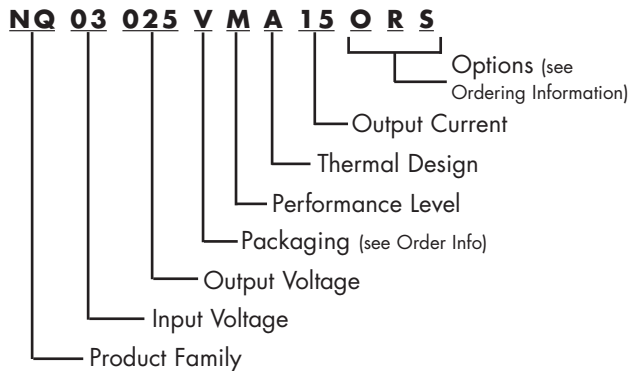 NQ 03 025 V M A 15 O R S
Options (see
Ordering Information)
Output Current
Thermal Design
Performance Level
Packaging (see Order Info)
Output Voltage
Input Voltage
Product Family